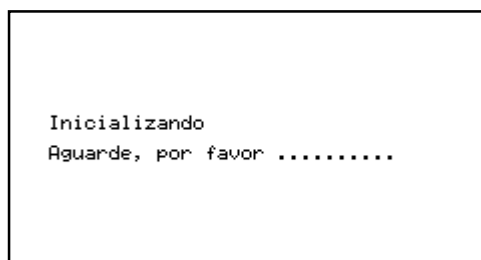 Inicializando
Aguarde, por favor ..........